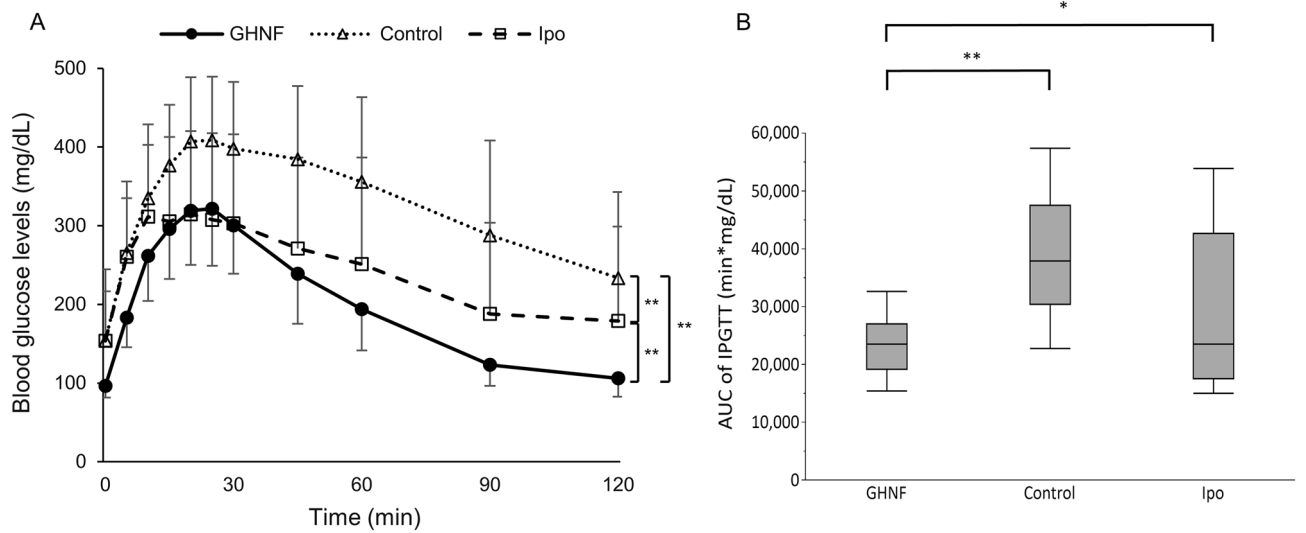 A
GHNF Control Ipo
Blood glucose levels (mg/dL)
500
400
300
200
100
0
0 30 60 90 120
Time (min)
**
**
**
B
*
**
AUC of IPGTT (min*mg/dL)
60,000
50,000
40,000
30,000
20,000
10,000
0
GHNF Control Ipo